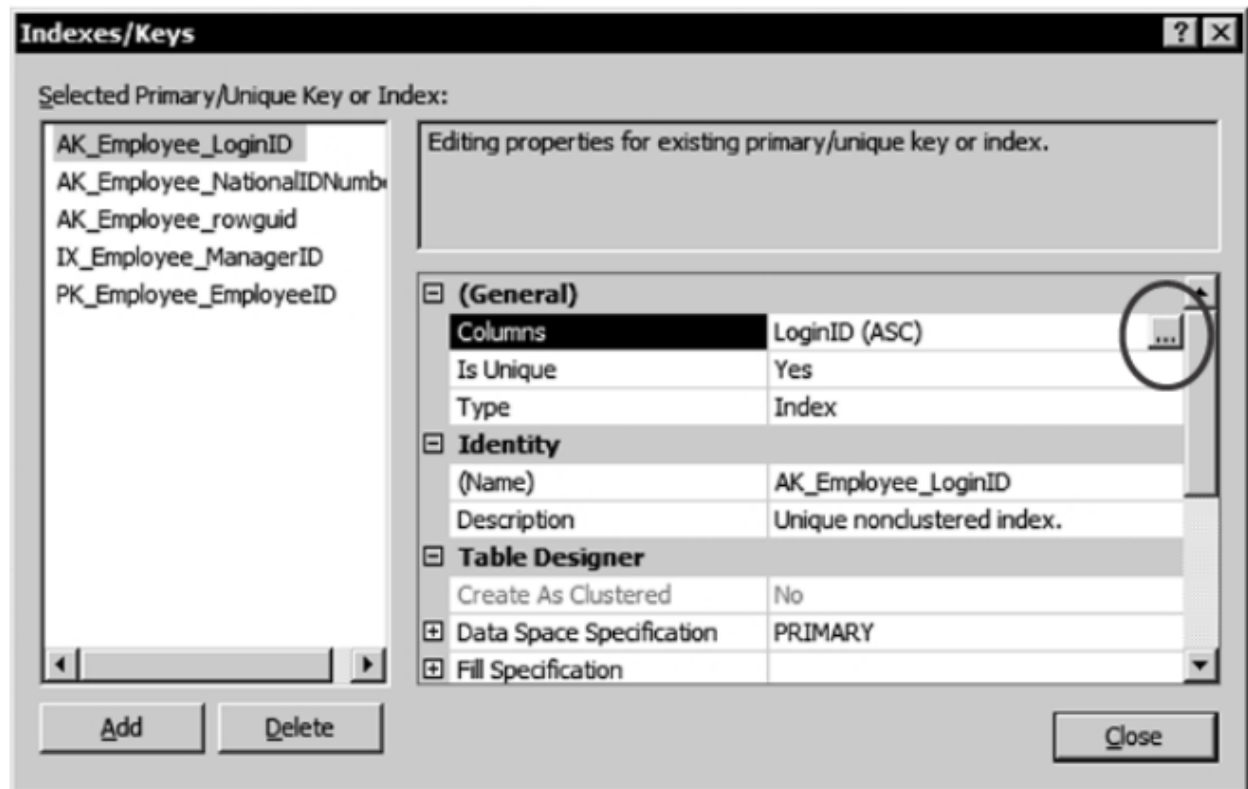 Indexes/Keys
Selected Primary/Unique Key or Index:
AK_Employee_LoginID
AK_Employee_NationalIDNumbe
AK_Employee_rowguid
IX_Employee_ManagerID
PK_Employee_EmployeeID
Add
Delete
Editing properties for existing primary/unique key or index.
(General)
Columns LoginID (ASC) ...
Is Unique Yes
Type Index
Identity
(Name) AK_Employee_LoginID
Description Unique nonclustered index.
Table Designer
Create As Clustered No
Data Space Specification PRIMARY
Fill Specification
Close